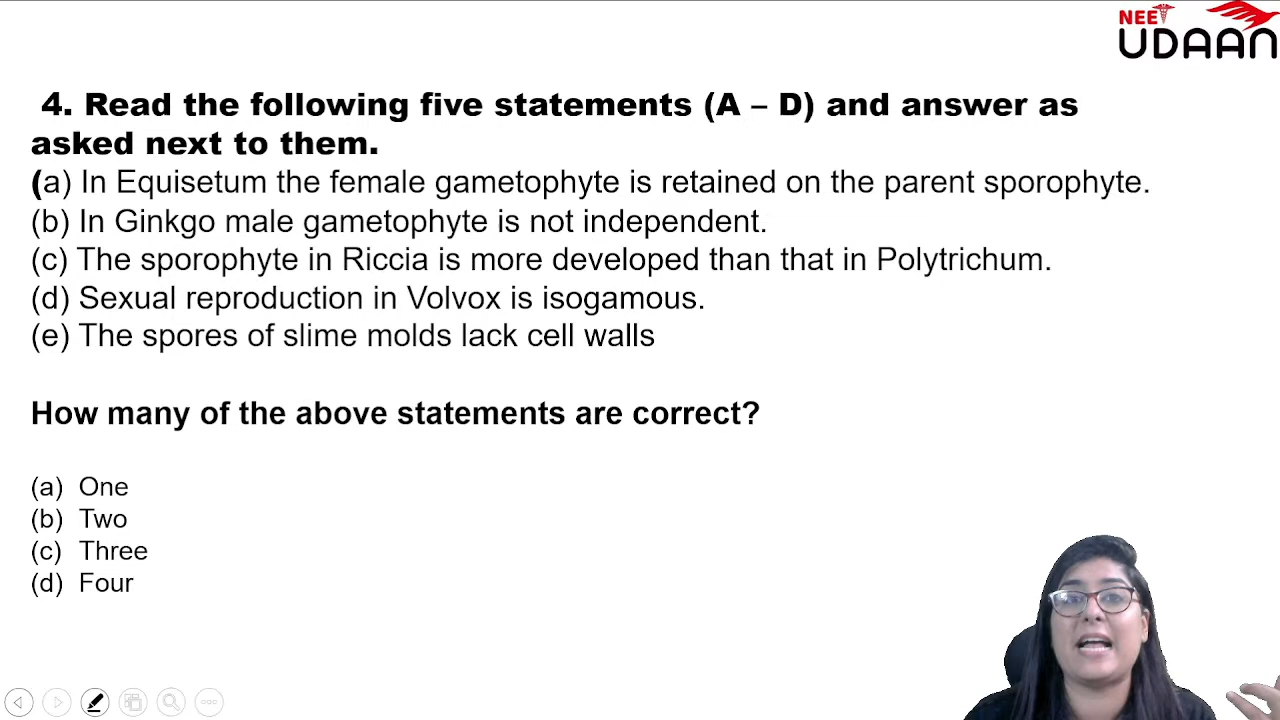 NEET
UDAAN
4. Read the following five statements (A – D) and answer as
asked next to them.
(a) In Equisetum the female gametophyte is retained on the parent sporophyte.
(b) In Ginkgo male gametophyte is not independent.
(c) The sporophyte in Riccia is more developed than that in Polytrichum.
(d) Sexual reproduction in Volvox is isogamous.
(e) The spores of slime molds lack cell walls
How many of the above statements are correct?
(a) One
(b) Two
(c) Three
(d) Four